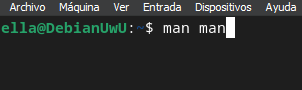 Archivo Máquina Ver Entrada Dispositivos Ayuda
ella@DebianUwU:~$ man man